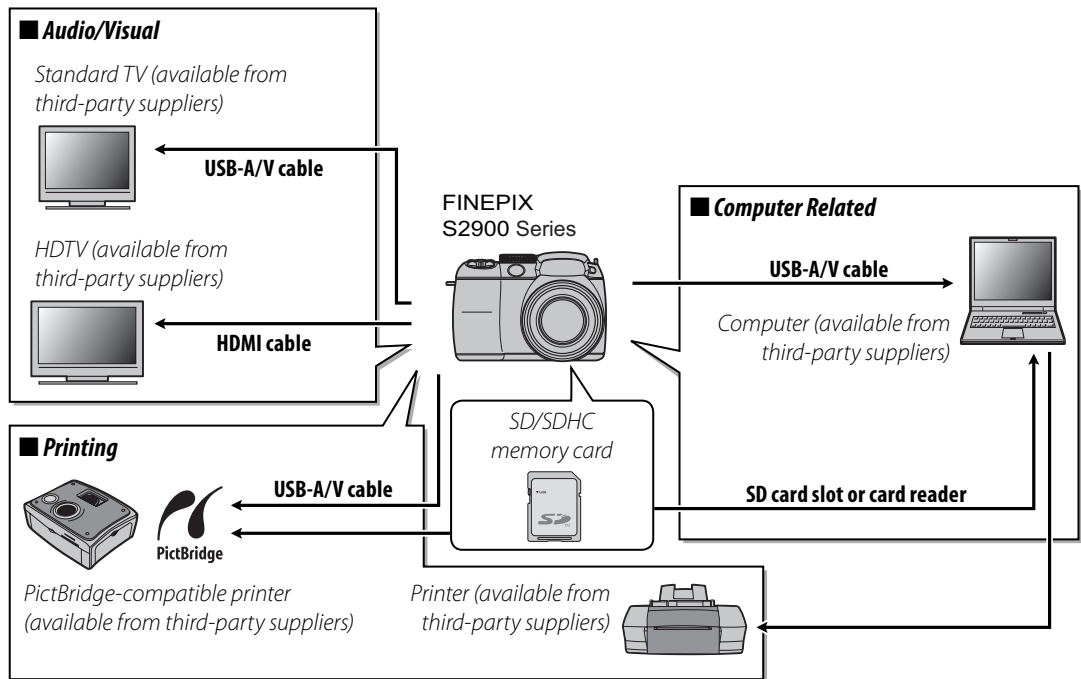 ■ Audio/Visual
Standard TV (available from
third-party suppliers)
USB-A/V cable
HDTV (available from
third-party suppliers)
HDMI cable
FINEPIX
S2900 Series
■ Computer Related
USB-A/V cable
Computer (available from
third-party suppliers)
SD/SDHC
memory card
Lock
SD
SD card slot or card reader
■ Printing
USB-A/V cable
PictBridge
PictBridge-compatible printer
(available from third-party suppliers)
Printer (available from
third-party suppliers)